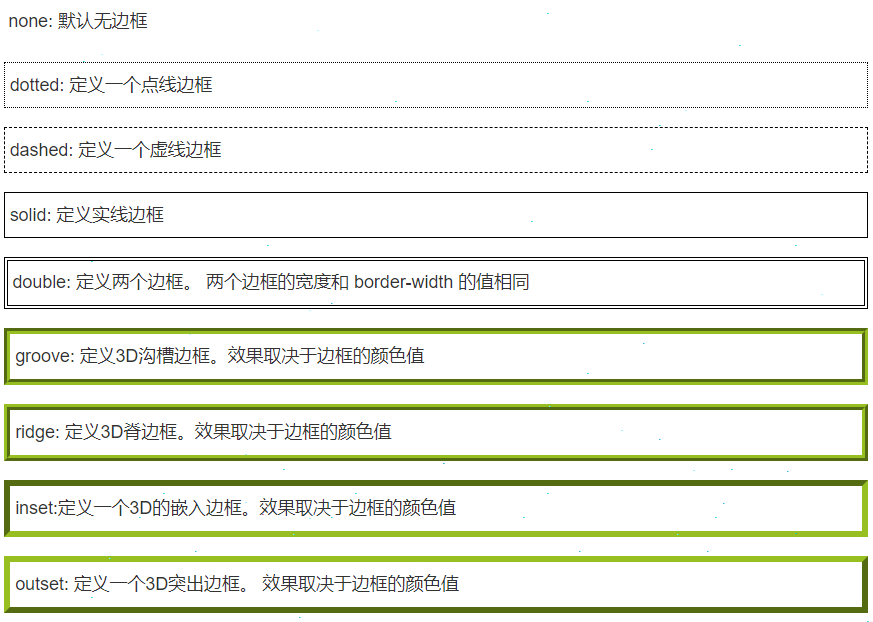 none: 默认无边框
dotted: 定义一个点线边框
dashed: 定义一个虚线边框
solid: 定义实线边框
double: 定义两个边框。 两个边框的宽度和 border-width 的值相同
groove: 定义3D沟槽边框。效果取决于边框的颜色值
ridge: 定义3D脊边框。效果取决于边框的颜色值
inset:定义一个3D的嵌入边框。效果取决于边框的颜色值
outset: 定义一个3D突出边框。 效果取决于边框的颜色值